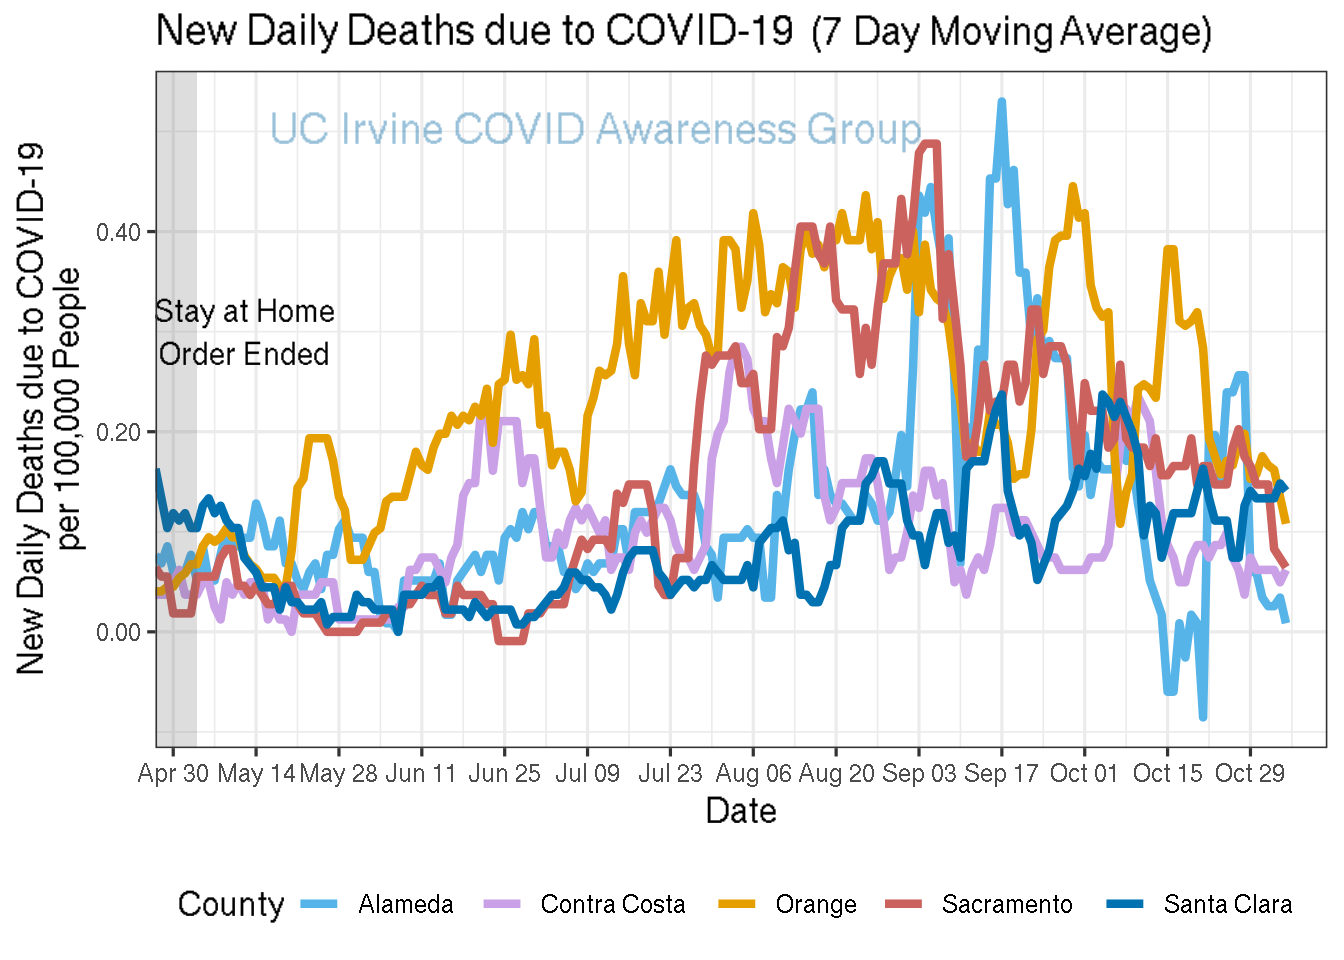 New Daily Deaths due to COVID-19 (7 Day Moving Average)
UC Irvine COVID Awareness Group
New Daily Deaths due to COVID-19
per 100,000 People
0.40
0.20
0.00
Stay at Home
Order Ended
Apr 30 May 14 May 28 Jun 11 Jun 25 Jul 09 Jul 23 Aug 06 Aug 20 Sep 03 Sep 17 Oct 01 Oct 15 Oct 29
Date
County Alameda Contra Costa Orange Sacramento Santa Clara